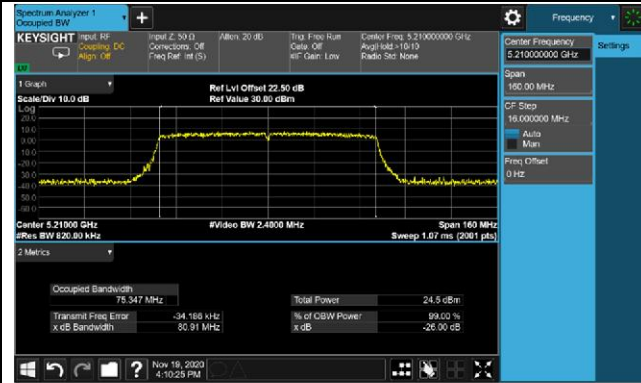 Spectrum Analyzer 1
Occupied BW
+
Frequency
KEYSIGHT
Input: RF
Coupling: DC
Align: Off
Input Z: 50 Ω
Corrections: Off
Freq Ref: Int (S)
Atten: 20 dB
Trig: Free Run
Gate: Off
#IF Gain: Low
Center Freq: 5.210000000 GHz
Avg|Hold:>10/10
Radio Std: None
Center Frequency
5.210000000 GHz
Settings
Span
160.00 MHz
CF Step
16.000000 MHz
Auto
Man
Freq Offset
0 Hz
1 Graph
Scale/Div 10.0 dB
Ref Lvl Offset 22.50 dB
Ref Value 30.00 dBm
Log
20.0
10.0
0.00
-10.0
-20.0
-30.0
-40.0
-50.0
-60.0
Center 5.21000 GHz
#Res BW 820.00 kHz
#Video BW 2.4000 MHz
Span 160 MHz
Sweep 1.07 ms (2001 pts)
2 Metrics
Occupied Bandwidth
75.347 MHz
Total Power
24.5 dBm
Transmit Freq Error
-34.186 kHz
% of OBW Power
99.00 %
x dB Bandwidth
80.91 MHz
x dB
-26.00 dB
?
Nov 19, 2020
4:10:25 PM